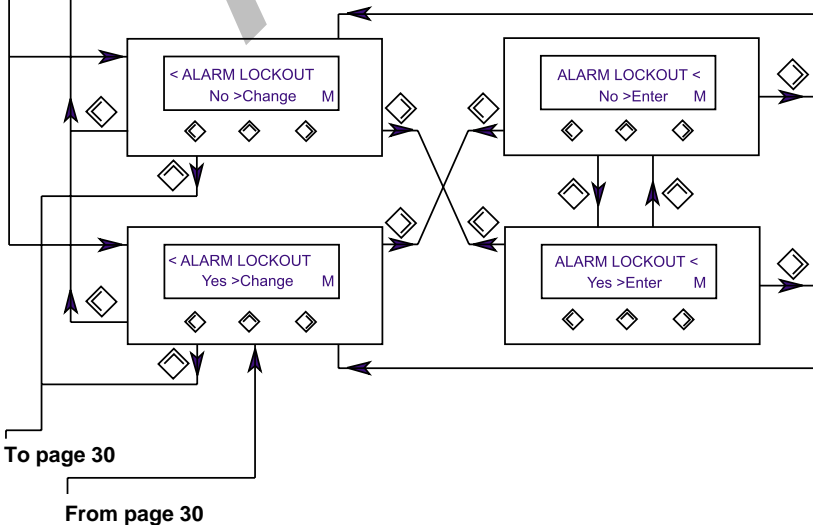 < ALARM LOCKOUT
No >Change M
ALARM LOCKOUT <
No >Enter M
< ALARM LOCKOUT
Yes >Change M
ALARM LOCKOUT <
Yes >Enter M
To page 30
From page 30